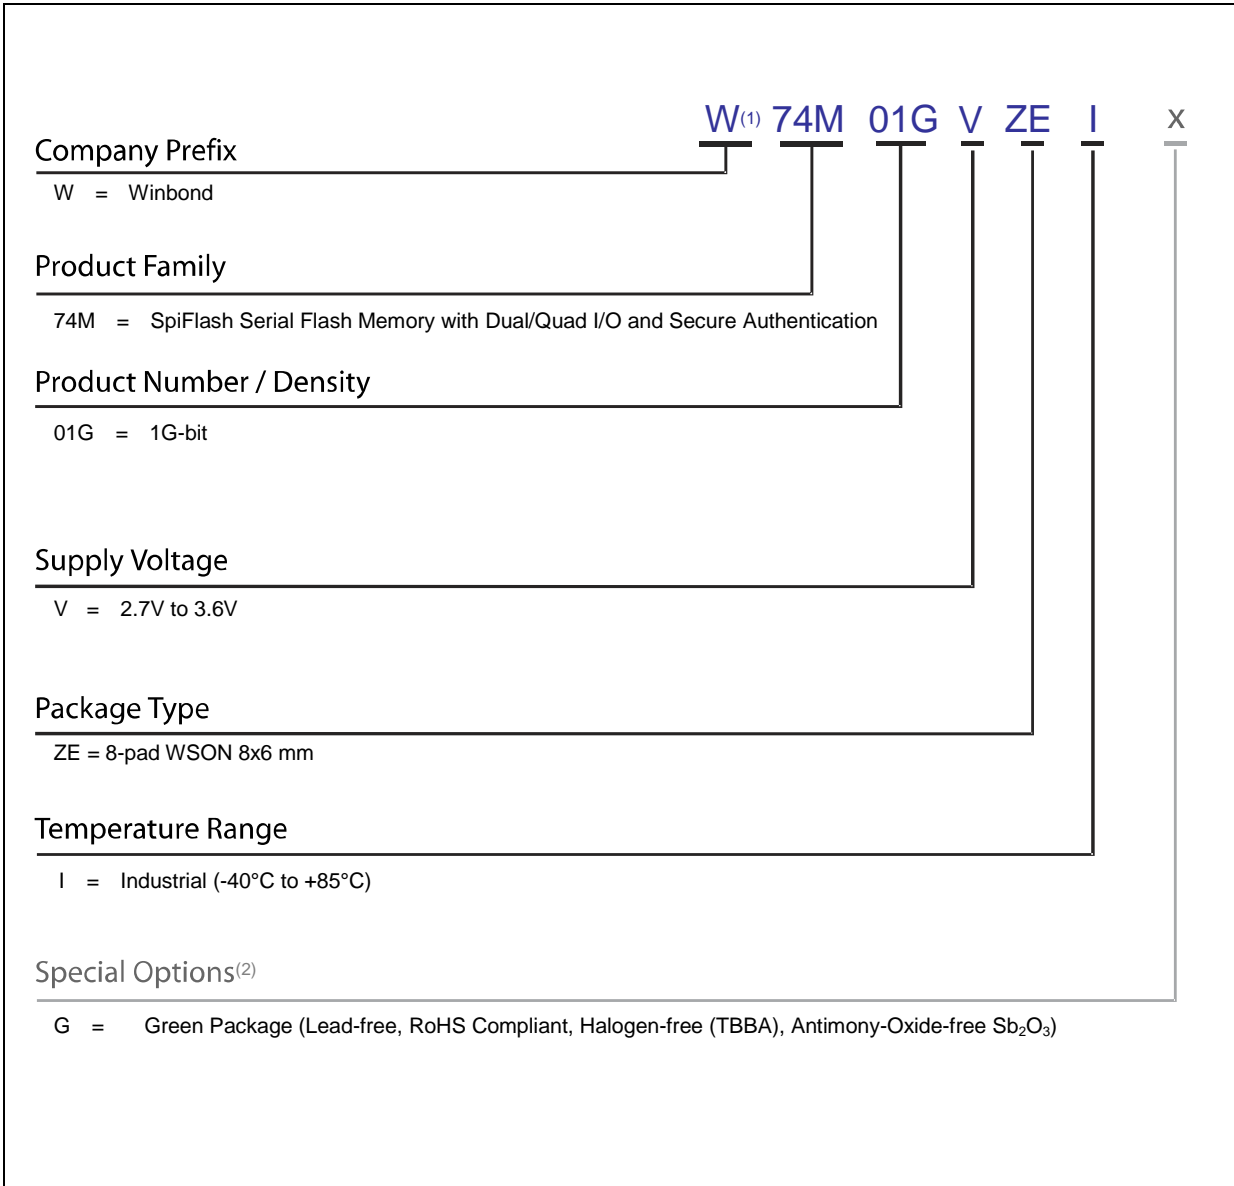 W(1) 74M 01G V ZE I x
Company Prefix
W = Winbond
Product Family
74M = SpiFlash Serial Flash Memory with Dual/Quad I/O and Secure Authentication
Product Number / Density
01G = 1G-bit
Supply Voltage
V = 2.7V to 3.6V
Package Type
ZE = 8-pad WSON 8x6 mm
Temperature Range
I = Industrial (-40°C to +85°C)
Special Options(2)
G = Green Package (Lead-free, RoHS Compliant, Halogen-free (TBBA), Antimony-Oxide-free Sb₂O₃)